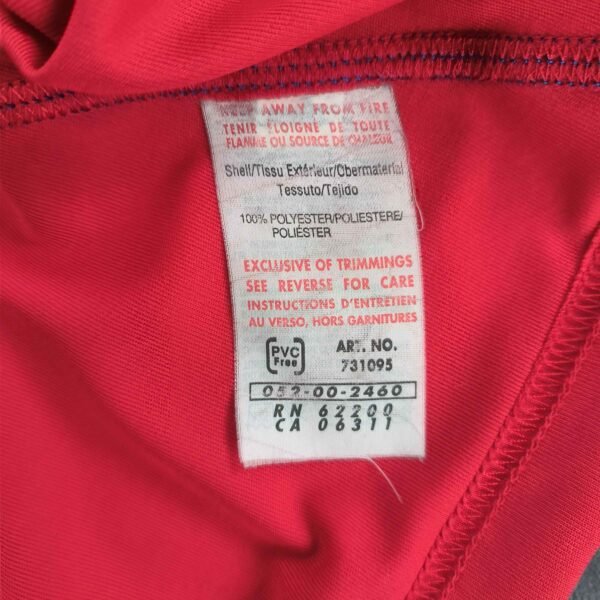 KEEP AWAY FROM FIRE
TENIR ÉLOIGNE DE TOUTE
FLAMME OU SOURCE DE CHALEUR
Shell/Tissu Extérieur/Obermaterial
Tessuto/Tejido
100% POLYESTER/POLIESTERE/
POLIÉSTER
EXCLUSIVE OF TRIMMINGS
SEE REVERSE FOR CARE
INSTRUCTIONS D'ENTRETIEN
AU VERSO, HORS GARNITURES
PVC
Free
ART. NO.
731095
052-00-2460
RN 62200
CA 06311